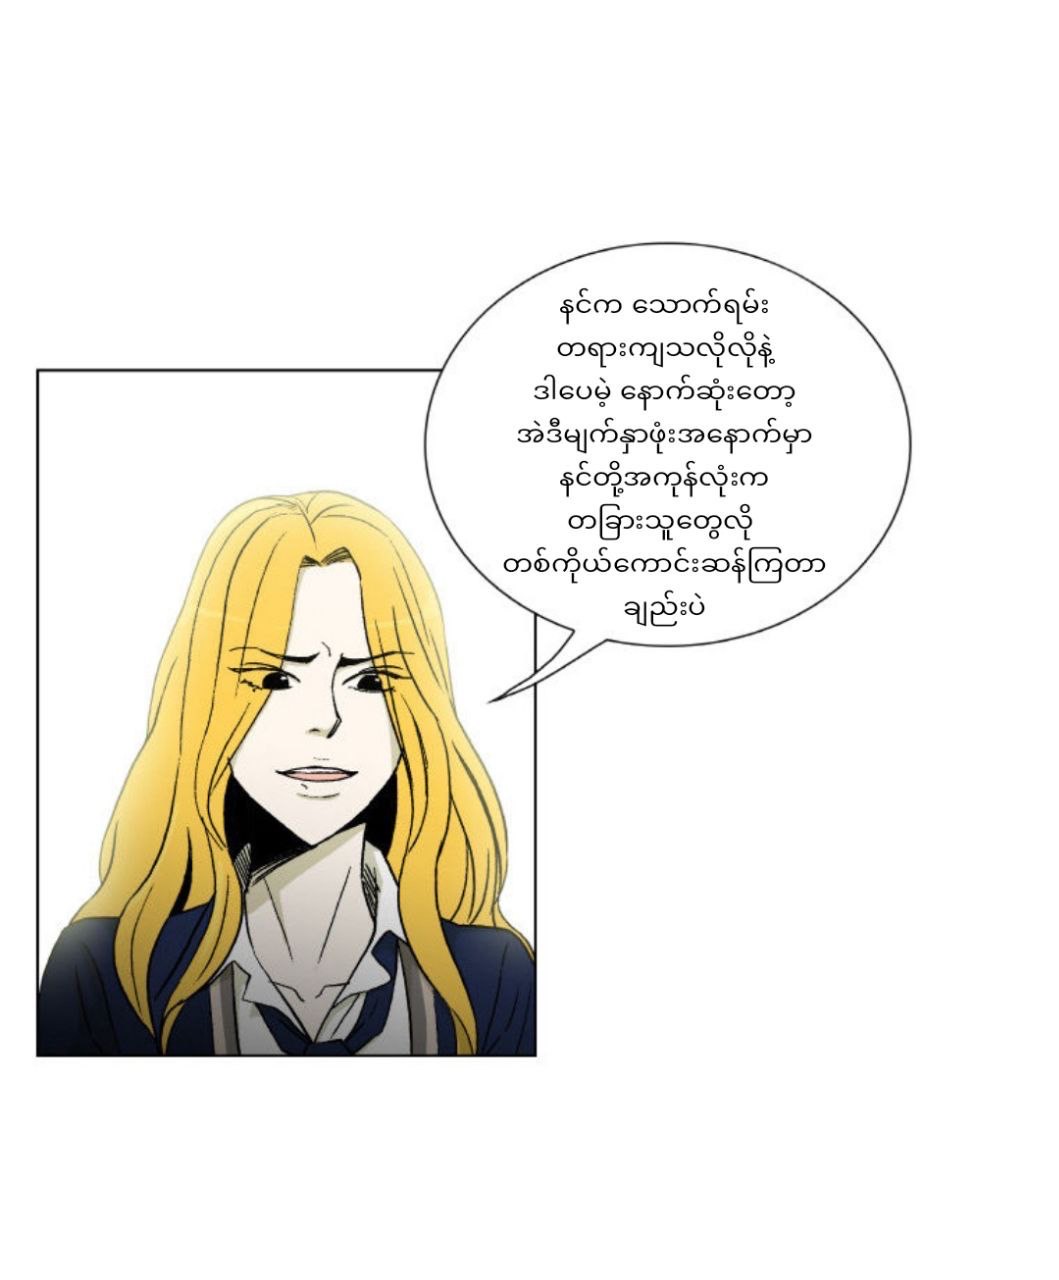 နင်က သောက်ရမ်း
တရားကျသလိုလိုနဲ့
ဒါပေမဲ့ နောက်ဆုံးတော့
အဲဒီမျက်နှာဖုံးအနောက်မှာ
နင်တို့အကုန်လုံးက
တခြားသူတွေလို
တစ်ကိုယ်ကောင်းဆန်ကြတာ
ချည်းပဲ